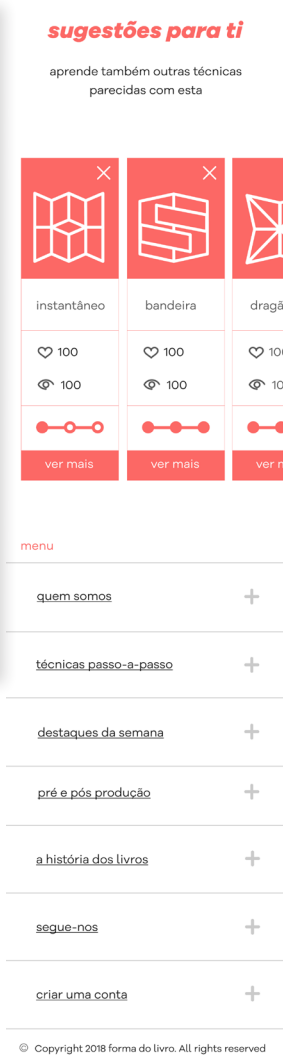 sugestões para ti
aprende também outras técnicas
parecidas com esta
instantâneo
bandeira
100
100
100
100
ver mais
ver mais
ver
menu
quem somos
técnicas passo-a-passo
destaques da semana
pré e pós produção
a história dos livros
segue-nos
criar uma conta
© Copyright 2018 forma do livro. All rights reserved